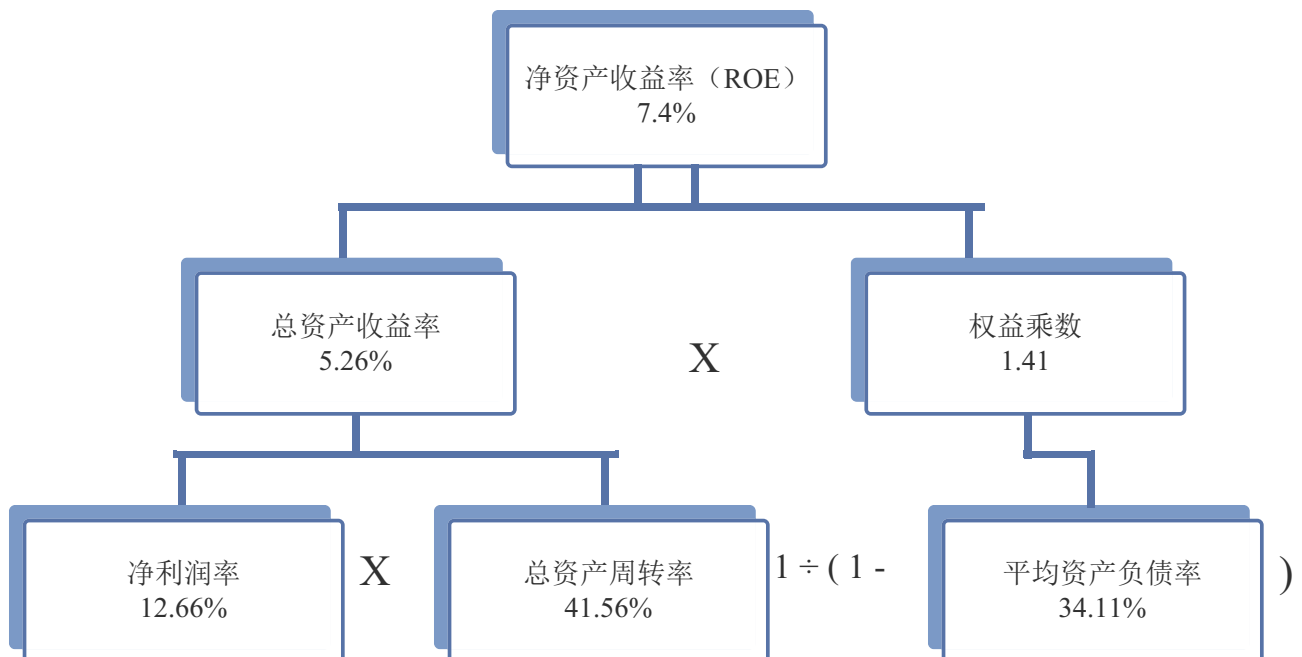 净资产收益率（ROE）
7.4%
总资产收益率
5.26%
X
权益乘数
1.41
净利润率
12.66%
X
总资产周转率
41.56%
1 ÷ ( 1 -
平均资产负债率
34.11%
)